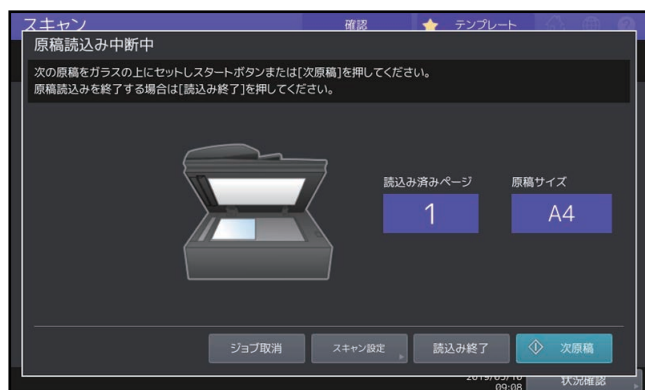 スキャン
確認
テンプレート
原稿読込み中断中
次の原稿をガラスの上にセットしスタートボタンまたは[次原稿]を押してください。
原稿読込みを終了する場合は[読込み終了]を押してください。
読込み済みページ
原稿サイズ
1
A4
ジョブ取消
スキャン設定
読込み終了
次原稿
09:08
状況確認